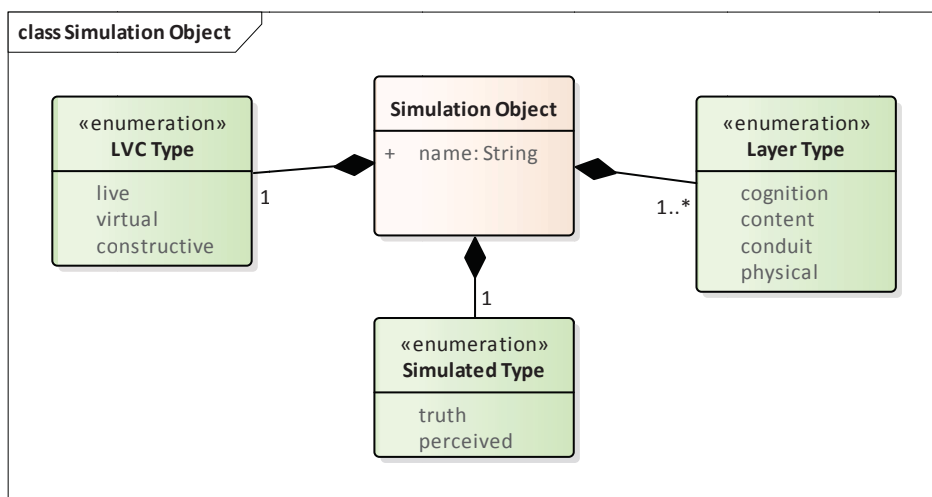 class Simulation Object
«enumeration»
LVC Type
live
virtual
constructive
1
Simulation Object
+ name: String
«enumeration»
Layer Type
cognition
content
conduit
physical
1..*
1
«enumeration»
Simulated Type
truth
perceived